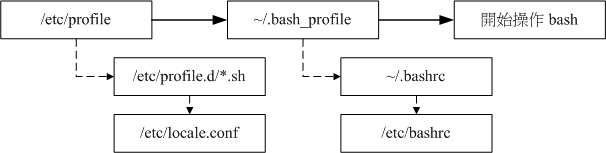 /etc/profile
~/.bash_profile
開始操作 bash
/etc/profile.d/*.sh
~/.bashrc
/etc/locale.conf
/etc/bashrc